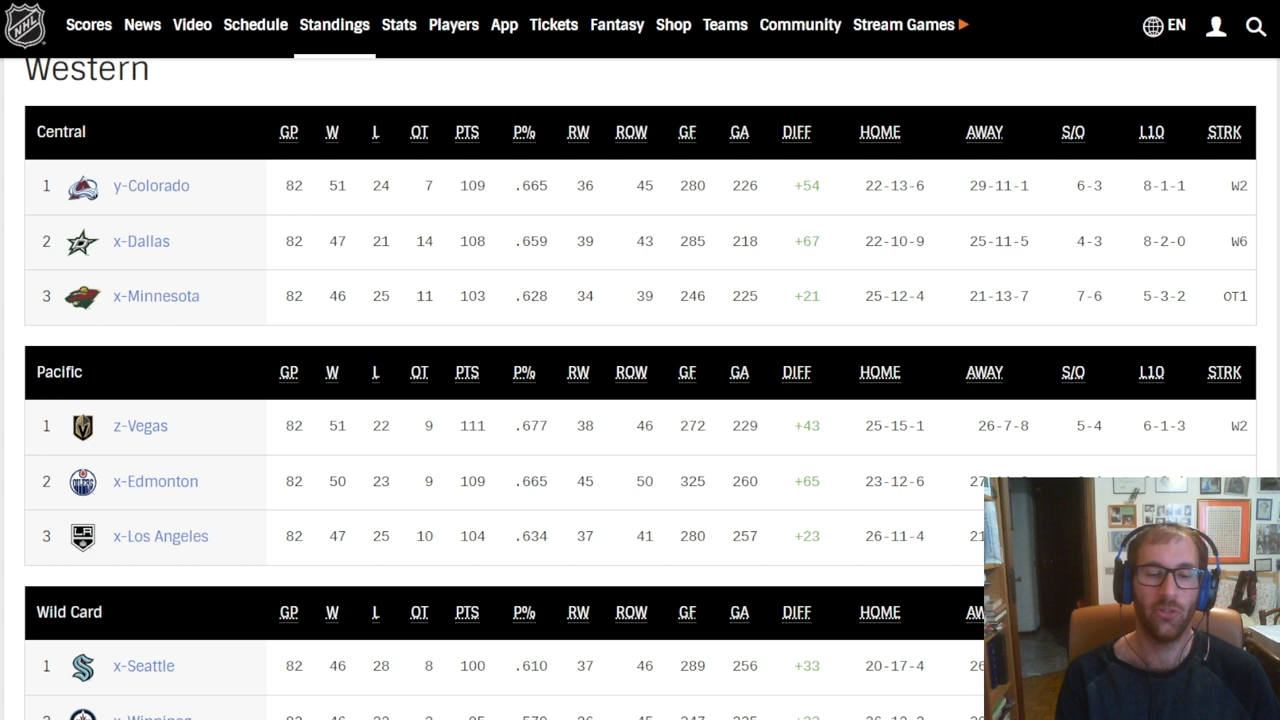 NHL Scores News Video Schedule Standings Stats Players App Tickets Fantasy Shop Teams Community Stream Games EN
Western
Central GP W L OT PTS P% RW ROW GF GA DIFF HOME AWAY S/O L10 STRK
1 y-Colorado 82 51 24 7 109 .665 36 45 280 226 +54 22-13-6 29-11-1 6-3 8-1-1 W2
2 x-Dallas 82 47 21 14 108 .659 39 43 285 218 +67 22-10-9 25-11-5 4-3 8-2-0 W6
3 x-Minnesota 82 46 25 11 103 .628 34 39 246 225 +21 25-12-4 21-13-7 7-6 5-3-2 OT1
Pacific GP W L OT PTS P% RW ROW GF GA DIFF HOME AWAY S/O L10 STRK
1 z-Vegas 82 51 22 9 111 .677 38 46 272 229 +43 25-15-1 26-7-8 5-4 6-1-3 W2
2 x-Edmonton 82 50 23 9 109 .665 45 50 325 260 +65 23-12-6 27
3 x-Los Angeles 82 47 25 10 104 .634 37 41 280 257 +23 26-11-4 21
Wild Card GP W L OT PTS P% RW ROW GF GA DIFF HOME
1 x-Seattle 82 46 28 8 100 .610 37 46 289 256 +33 20-17-4 26
x-Winnipeg